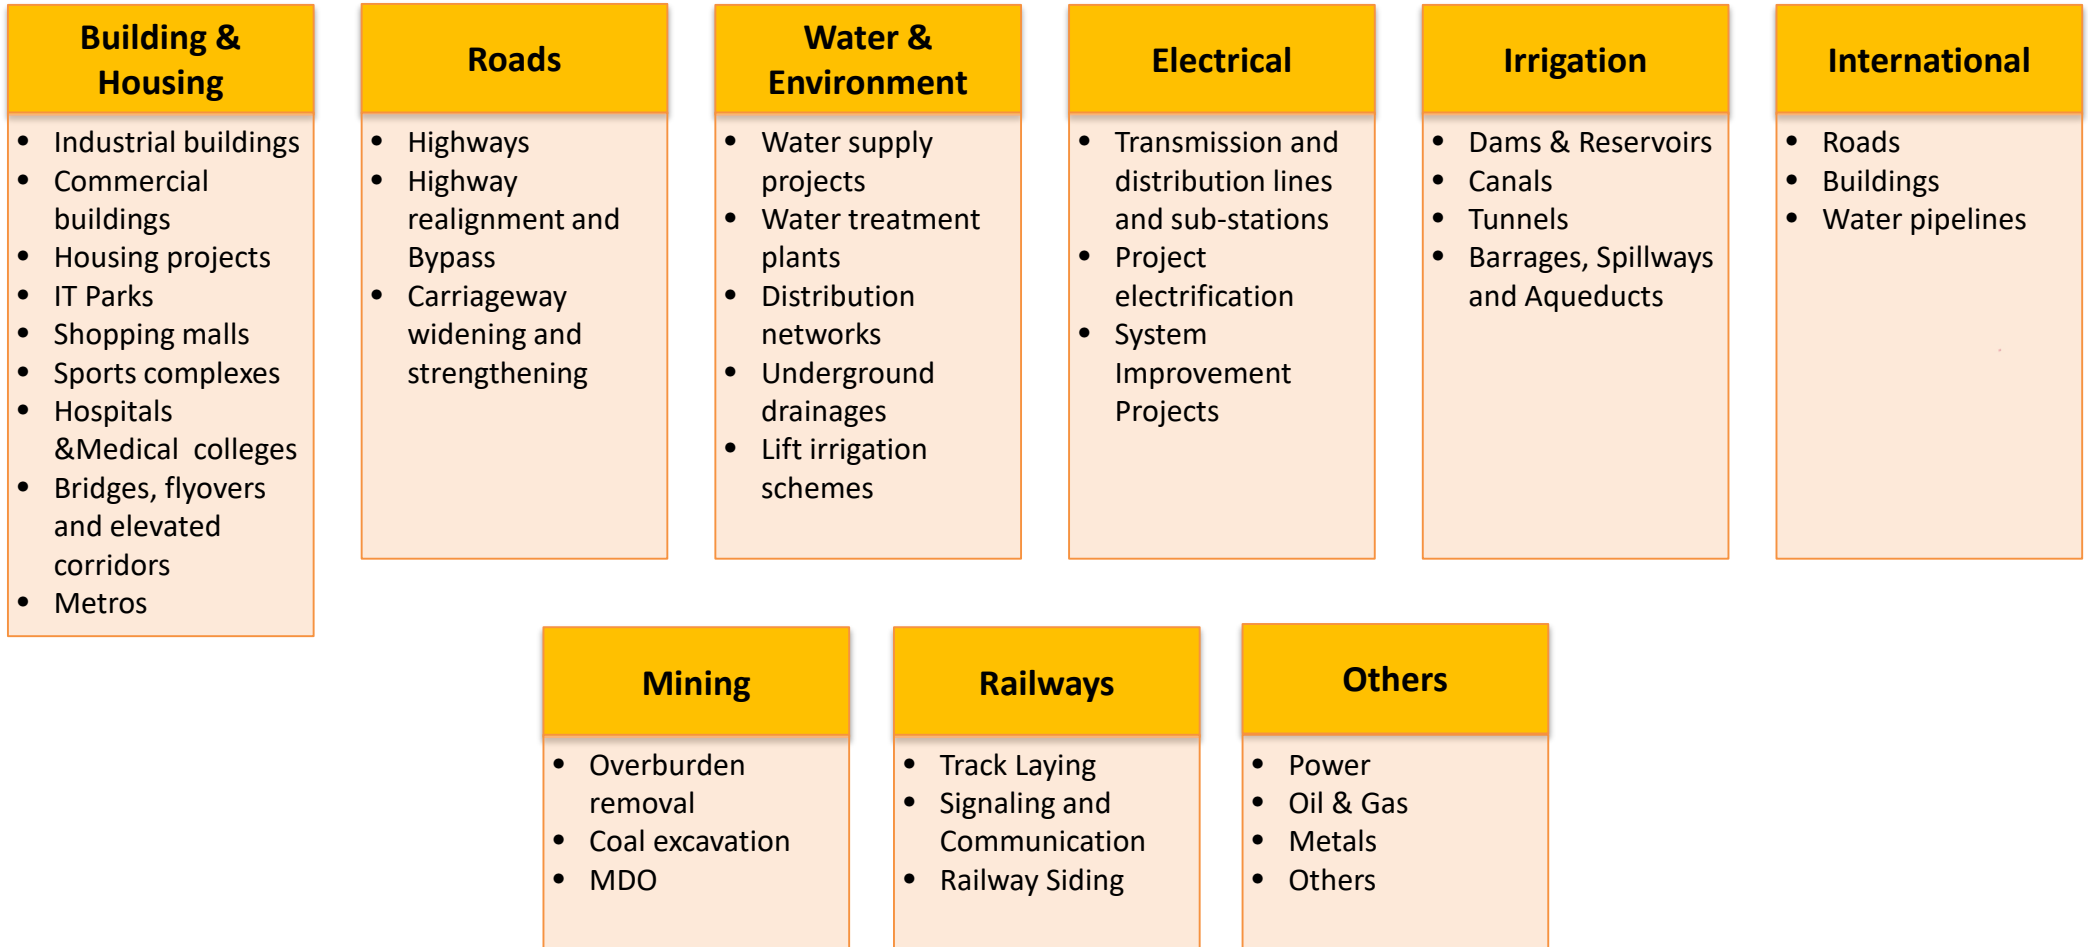 Building &
Housing
• Industrial buildings
• Commercial
buildings
• Housing projects
• IT Parks
• Shopping malls
• Sports complexes
• Hospitals
&Medical  colleges
• Bridges, flyovers
and elevated
corridors
• Metros
Roads
• Highways
• Highway
realignment and
Bypass
• Carriageway
widening and
strengthening
Water &
Environment
• Water supply
projects
• Water treatment
plants
• Distribution
networks
• Underground
drainages
• Lift irrigation
schemes
Electrical
• Transmission and
distribution lines
and sub-stations
• Project
electrification
• System
Improvement
Projects
Irrigation
• Dams & Reservoirs
• Canals
• Tunnels
• Barrages, Spillways
and Aqueducts
International
• Roads
• Buildings
• Water pipelines
Mining
• Overburden
removal
• Coal excavation
• MDO
Railways
• Track Laying
• Signaling and
Communication
• Railway Siding
Others
• Power
• Oil & Gas
• Metals
• Others